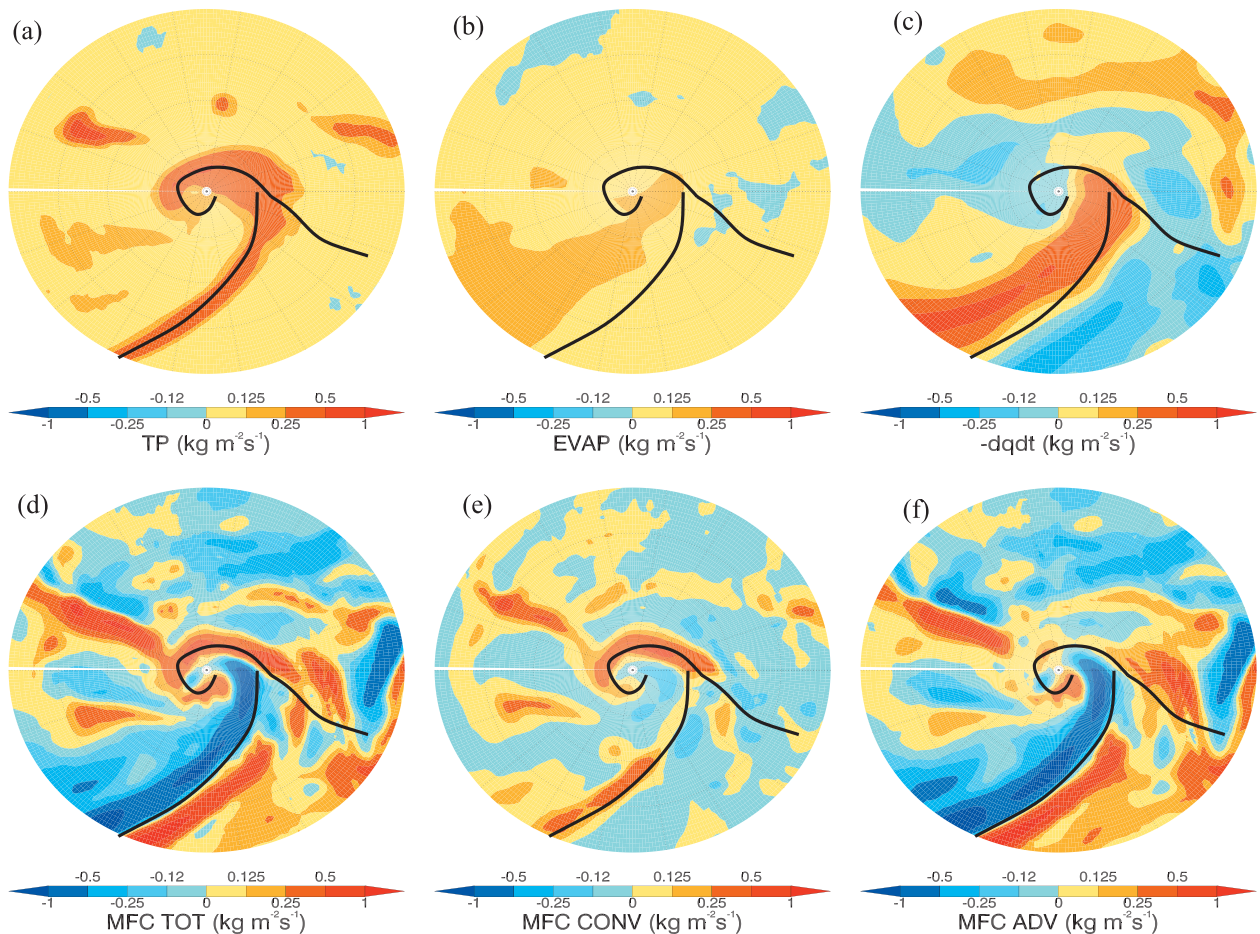 (a) (b) (c)
-0.5 -0.12 0.125 0.5 -0.5 -0.12 0.125 0.5 -0.5 -0.12 0.125 0.5
-1 -0.25 0 0.25 1 -1 -0.25 0 0.25 1 -1 -0.25 0 0.25 1
TP (kg m⁻²s⁻¹) EVAP (kg m⁻²s⁻¹) -dqdt (kg m⁻²s⁻¹)
(d) (e) (f)
-0.5 -0.12 0.125 0.5 -0.5 -0.12 0.125 0.5 -0.5 -0.12 0.125 0.5
-1 -0.25 0 0.25 1 -1 -0.25 0 0.25 1 -1 -0.25 0 0.25 1
MFC TOT (kg m⁻²s⁻¹) MFC CONV (kg m⁻²s⁻¹) MFC ADV (kg m⁻²s⁻¹)